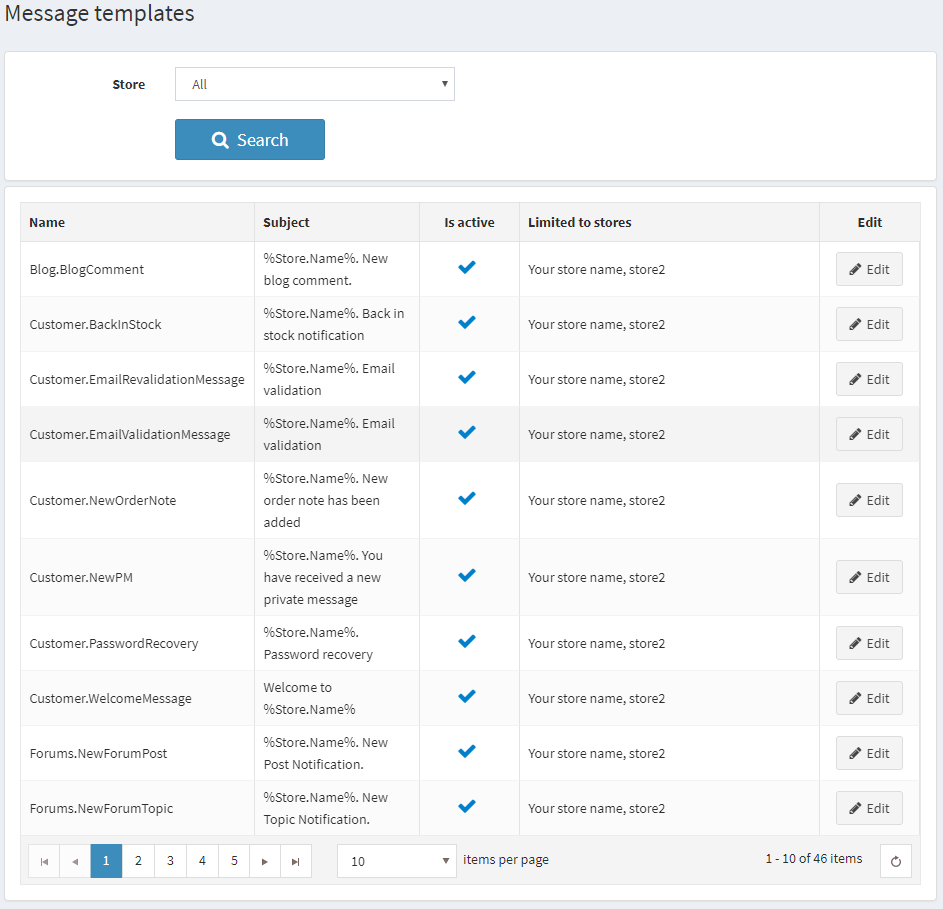 Message templates
Store All
Search
Name Subject Is active Limited to stores Edit
%Store.Name%. New
Blog.BlogComment Your store name, store2 Edit
blog comment.
%Store.Name%. Back in
Customer.BackInStock Your store name, store2 Edit
stock notification
%Store.Name%. Email
Customer.EmailRevalidationMessage Your store name, store2 Edit
validation
%Store.Name%. Email
Customer.EmailValidationMessage Your store name, store2 Edit
validation
%Store.Name%. New
Customer.NewOrderNote order note has been Your store name, store2 Edit
added
%Store.Name%. You
Customer.NewPM have received a new Your store name, store2 Edit
private message
%Store.Name%.
Customer.PasswordRecovery Your store name, store2 Edit
Password recovery
Welcome to
Customer.WelcomeMessage Your store name, store2 Edit
%Store.Name%
%Store.Name%. New
Forums.NewForumPost Your store name, store2 Edit
Post Notification.
%Store.Name%. New
Forums.NewForumTopic Your store name, store2 Edit
Topic Notification.
1 2 3 4 5 10 items per page 1 - 10 of 46 items